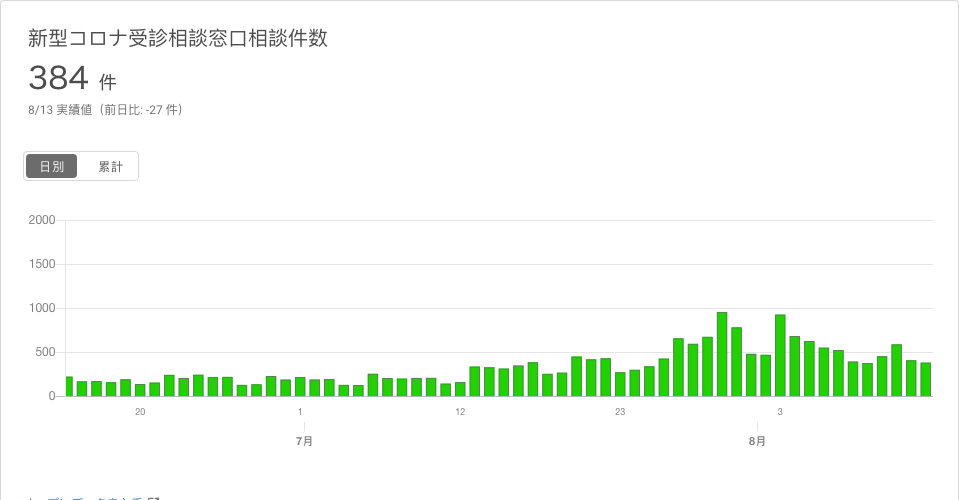 新型コロナ受診相談窓口相談件数
384 件
8/13 実績値（前日比: -27 件）
日別 累計
2000
1500
1000
500
0
20 1 12 23 3
7月 8月